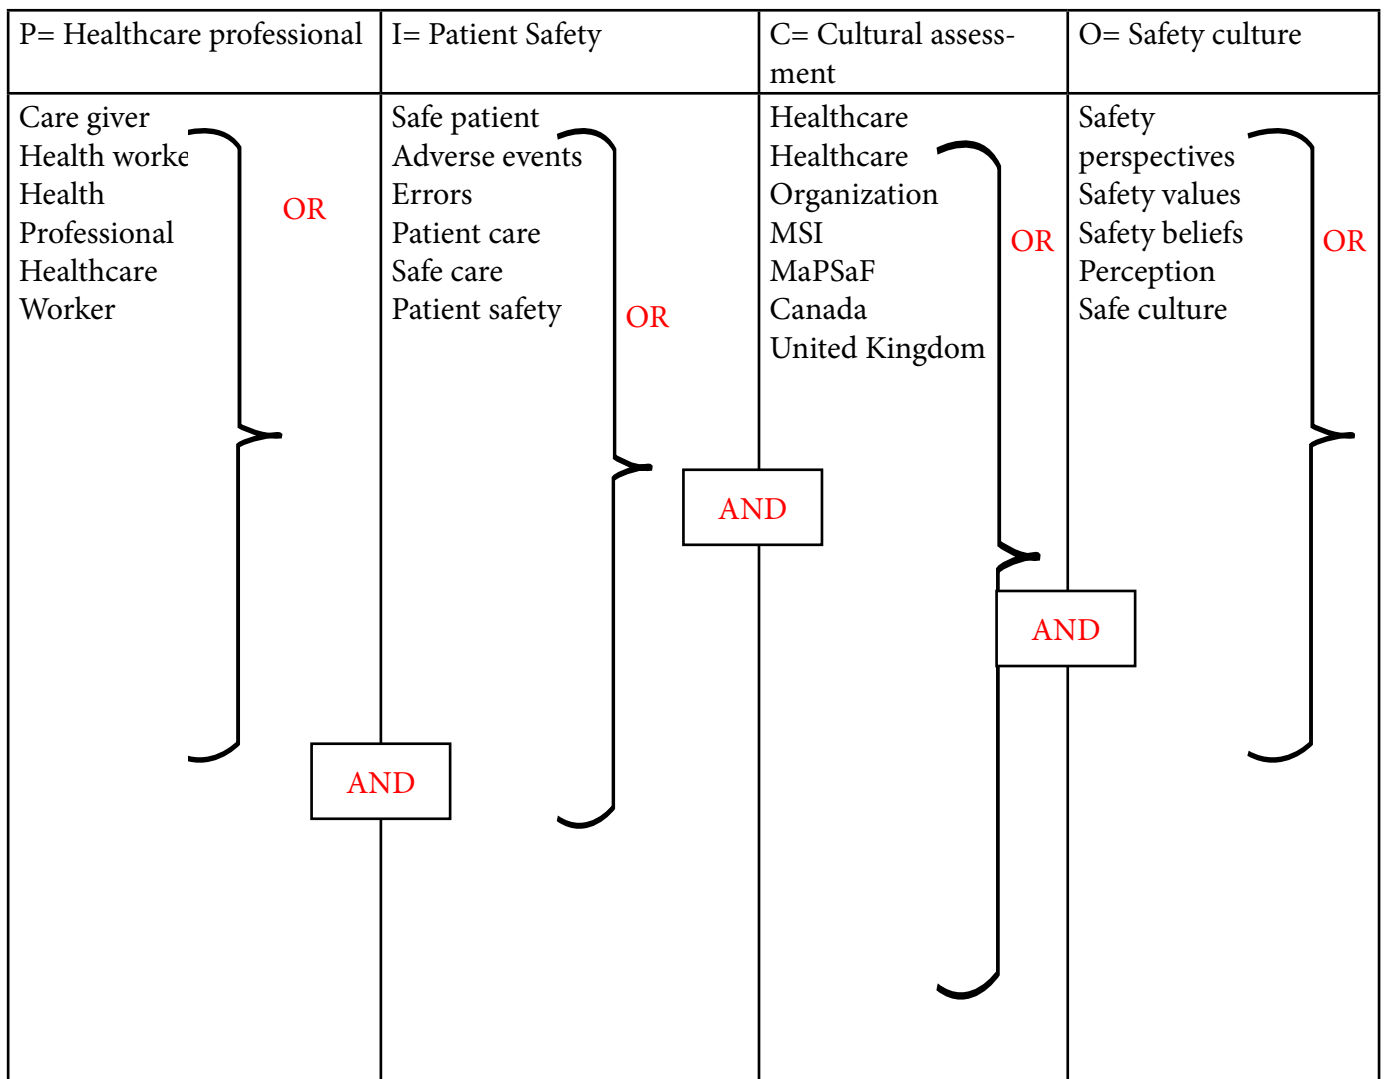 P= Healthcare professional
I= Patient Safety
C= Cultural assess-
ment
O= Safety culture
Care giver
Health worke
Health
Professional
Healthcare
Worker
OR
Safe patient
Adverse events
Errors
Patient care
Safe care
Patient safety
OR
Healthcare
Healthcare
Organization
MSI
MaPSaF
Canada
United Kingdom
OR
Safety
perspectives
Safety values
Safety beliefs
Perception
Safe culture
OR
AND
AND
AND